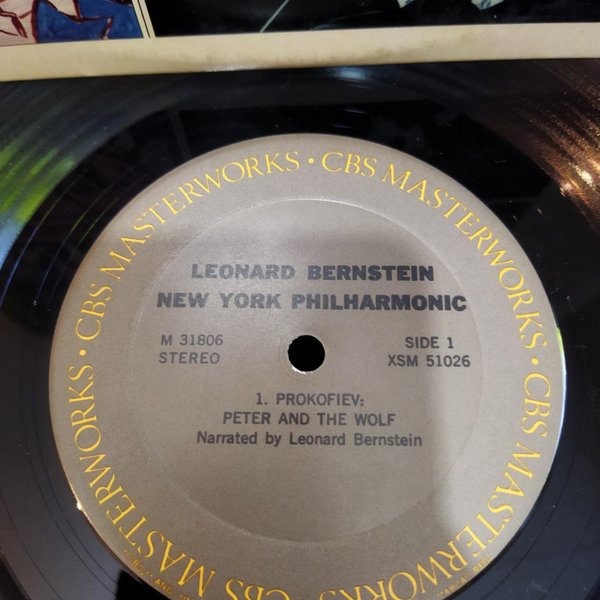 CBS MASTERWORKS • CBS MASTERWORKS • CBS MASTERWORKS • CBS MASTERWORKS
LEONARD BERNSTEIN
NEW YORK PHILHARMONIC
M 31806
STEREO
SIDE 1
XSM 51026
1. PROKOFIEV:
PETER AND THE WOLF
Narrated by Leonard Bernstein